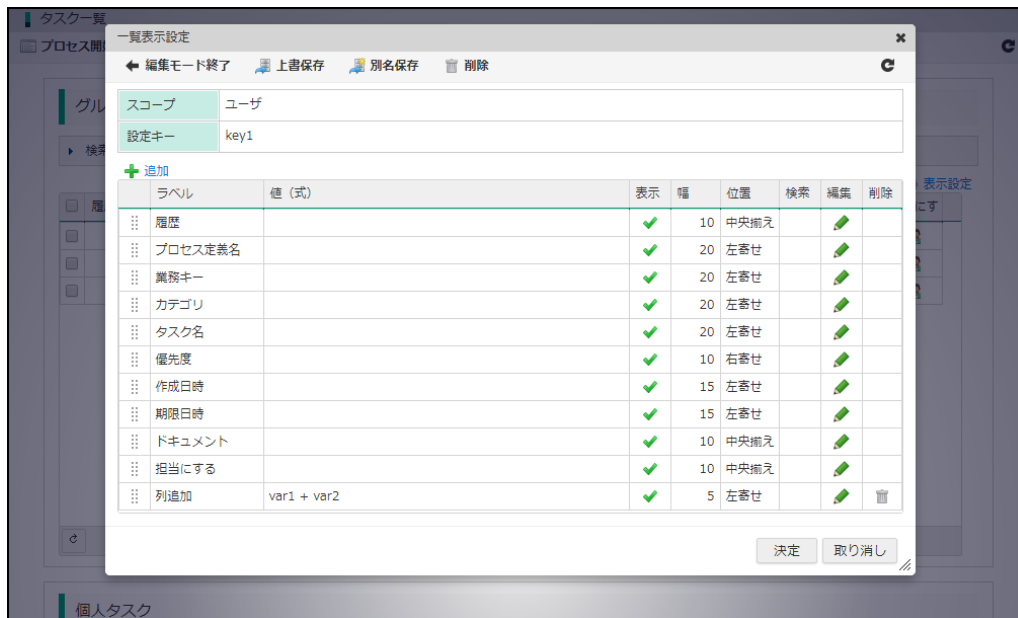 タスク一覧
プロセス開
一覧表示設定
編集モード終了 上書保存 別名保存 削除
グル
スコープ ユーザ
設定キー key1
検索
追加
表示設定
ラベル 値（式） 表示 幅 位置 検索 編集 削除
履
にす
履歴 10 中央揃え
プロセス定義名 20 左寄せ
業務キー 20 左寄せ
カテゴリ 20 左寄せ
タスク名 20 左寄せ
優先度 10 右寄せ
作成日時 15 左寄せ
期限日時 15 左寄せ
ドキュメント 10 中央揃え
担当にする 10 中央揃え
列追加 var1 + var2 5 左寄せ
決定 取り消し
個人タスク